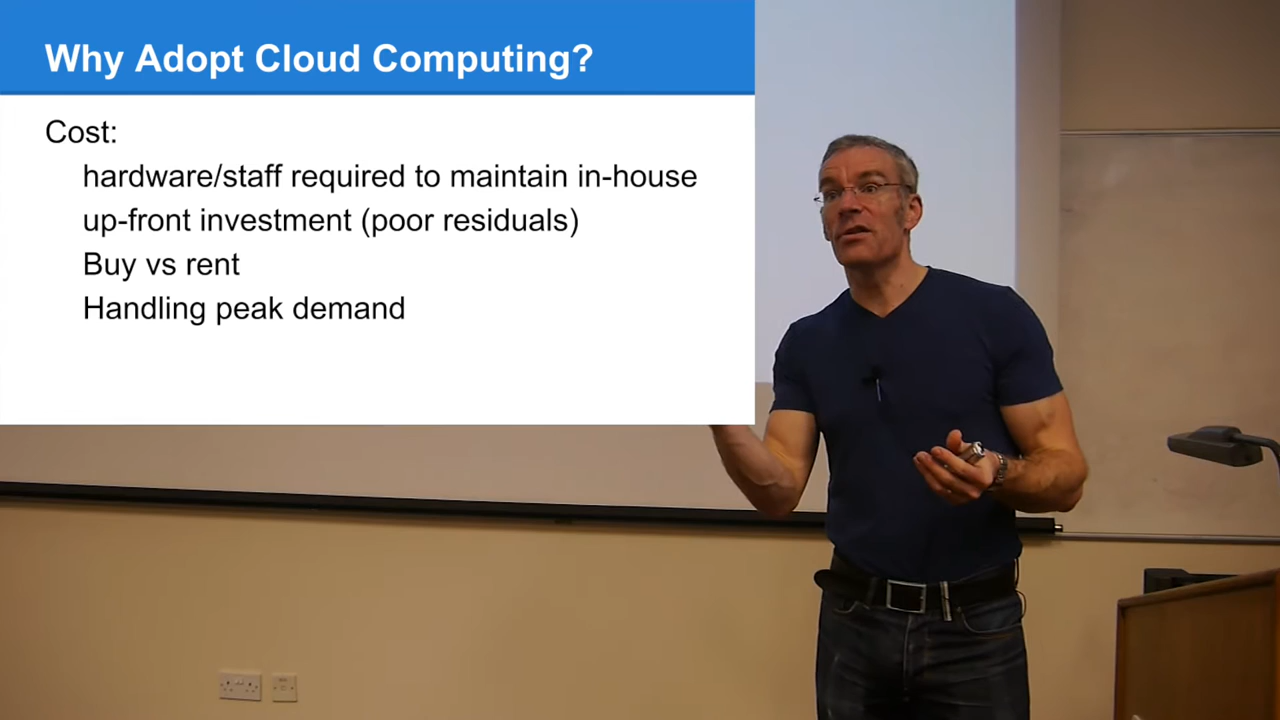 Why Adopt Cloud Computing?
Cost:
hardware/staff required to maintain in-house
up-front investment (poor residuals)
Buy vs rent
Handling peak demand